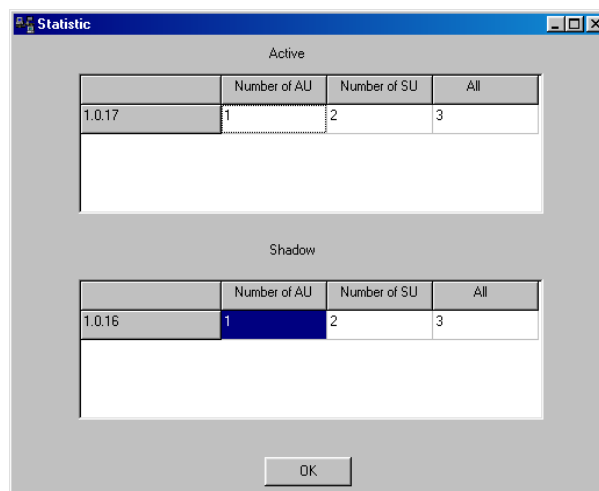 Statistic
Active
Number of AU Number of SU All
1.0.17 1 2 3
Shadow
Number of AU Number of SU All
1.0.16 1 2 3
OK